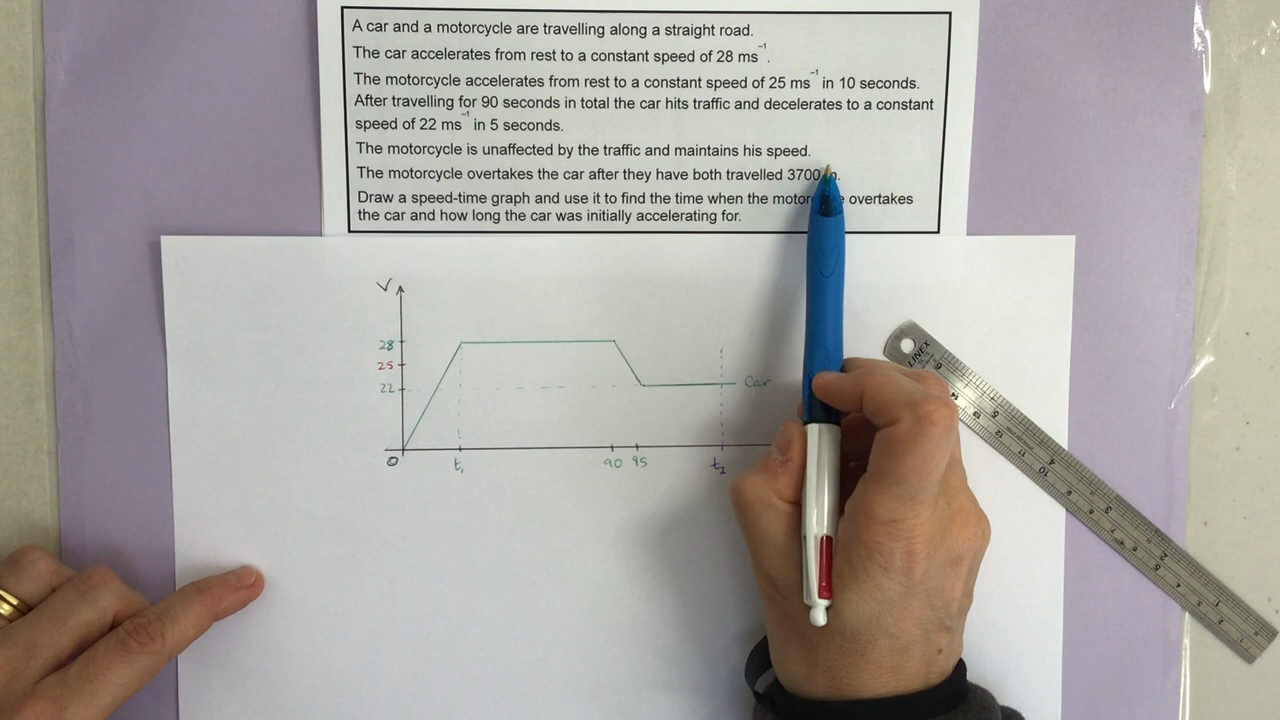 A car and a motorcycle are travelling along a straight road.
The car accelerates from rest to a constant speed of 28 ms⁻¹.
The motorcycle accelerates from rest to a constant speed of 25 ms⁻¹ in 10 seconds.
After travelling for 90 seconds in total the car hits traffic and decelerates to a constant
speed of 22 ms⁻¹ in 5 seconds.
The motorcycle is unaffected by the traffic and maintains his speed.
The motorcycle overtakes the car after they have both travelled 3700 m.
Draw a speed-time graph and use it to find the time when the overtakes
the car and how long the car was initially accelerating for.
V
28
25
22
Car
0 t₁ 90 95 t₂
LINEX